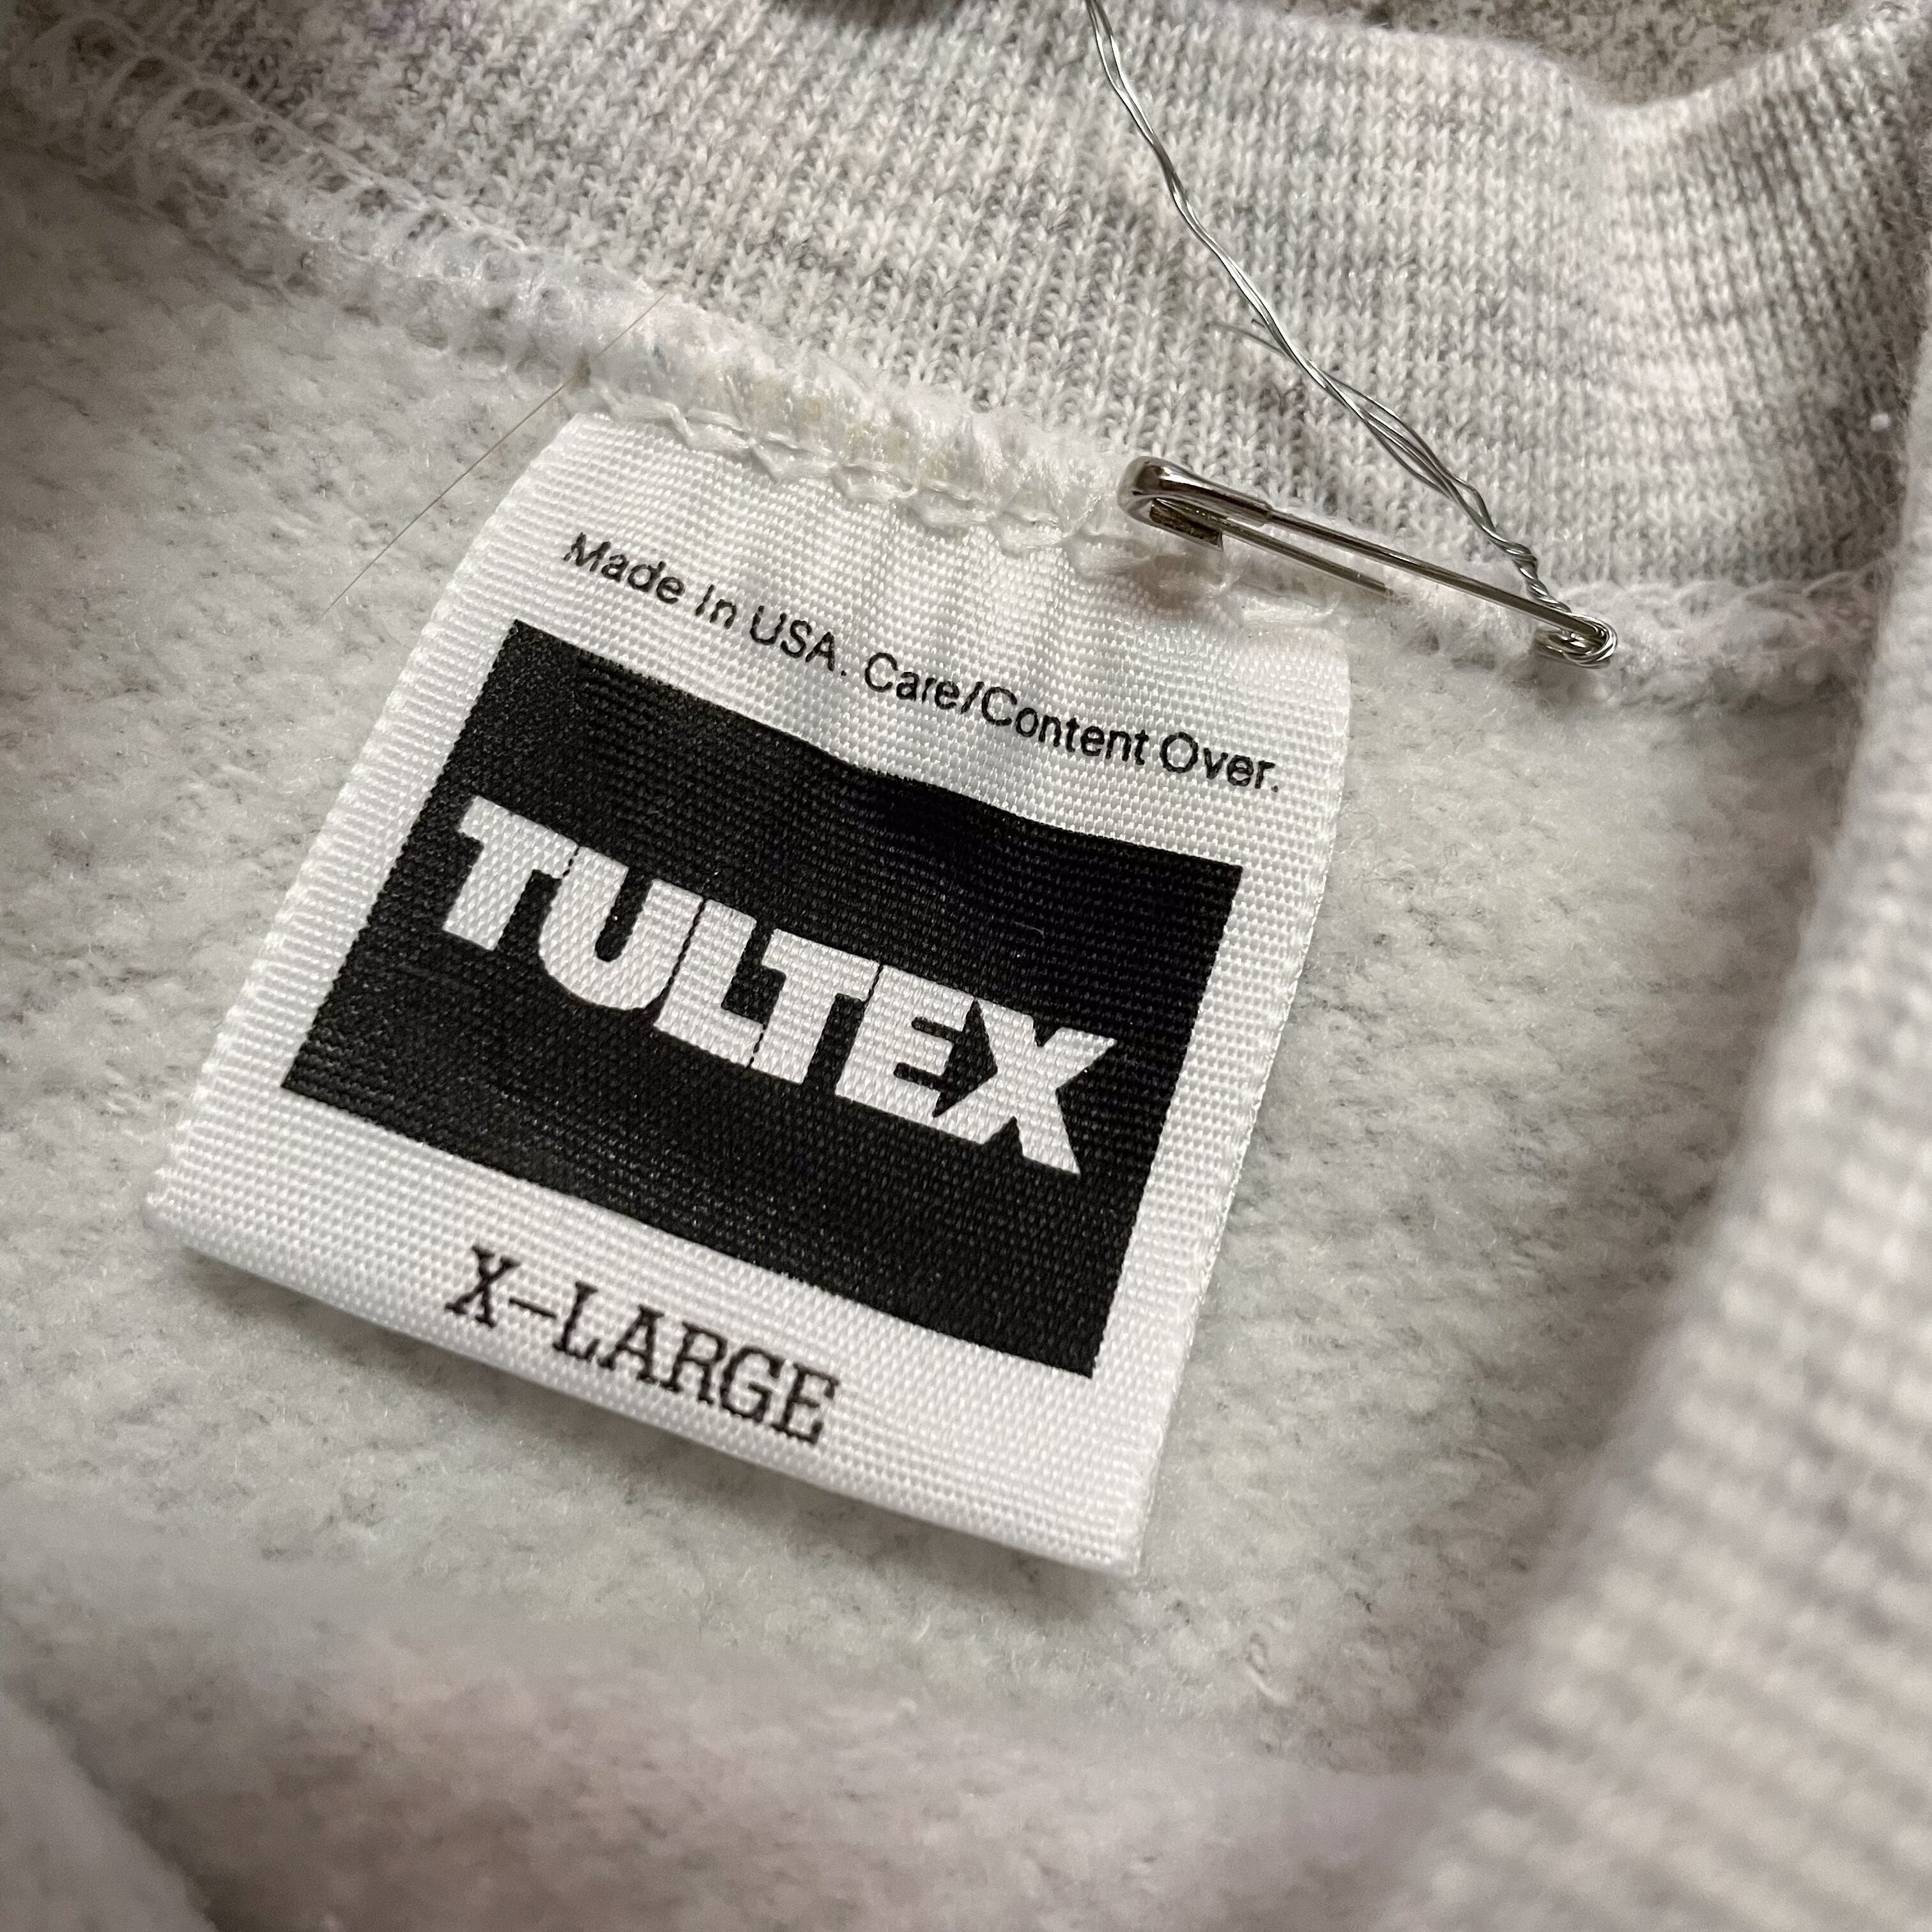 Made In USA. Care/Content Over.
TULTEX
X-LARGE